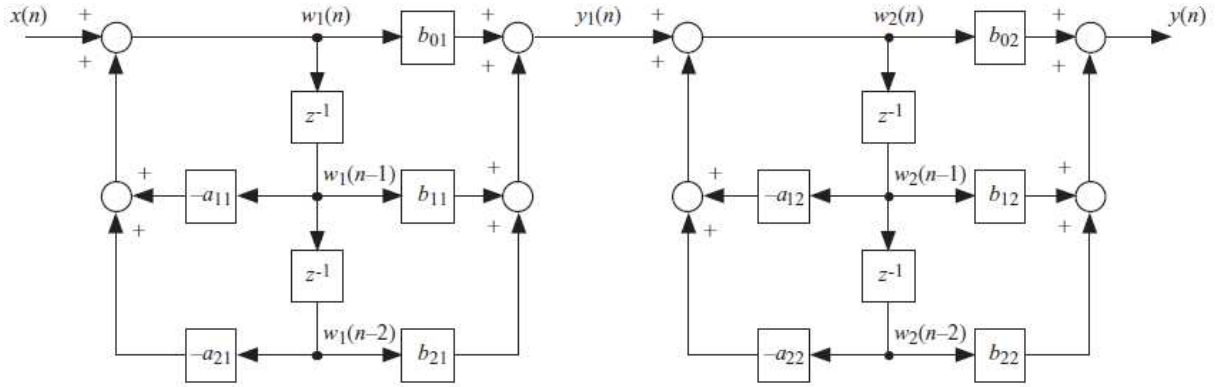 x(n) + w₁(n) b₀₁ + y₁(n) + w₂(n) b₀₂ + y(n)
+ + + +
z⁻¹ z⁻¹
+ –a₁₁ w₁(n–1) b₁₁ + + –a₁₂ w₂(n–1) b₁₂ +
+ + + +
z⁻¹ z⁻¹
–a₂₁ w₁(n–2) b₂₁ –a₂₂ w₂(n–2) b₂₂